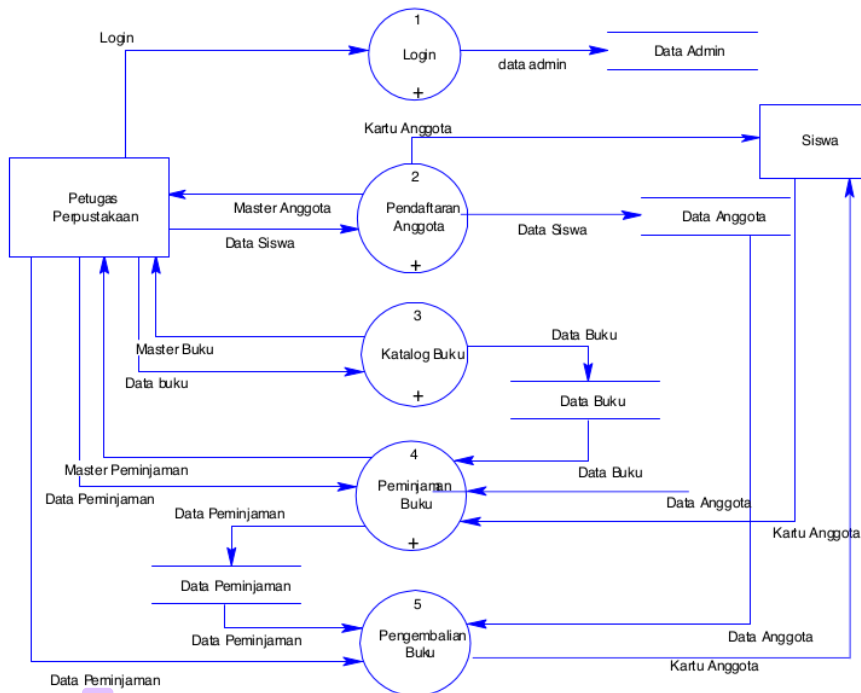 1
Login
Login
+
data admin
Data Admin
Kartu Anggota
Siswa
Petugas
Perpustakaan
2
Pendaftaran
Anggota
+
Master Anggota
Data Siswa
Data Siswa
Data Anggota
3
Katalog Buku
+
Master Buku
Data buku
Data Buku
Data Buku
Data Buku
4
Peminjaman
Buku
+
Master Peminjaman
Data Peminjaman
Data Anggota
Kartu Anggota
Data Peminjaman
Data Peminjaman
Data Peminjaman
5
Pengembalian
Buku
Data Anggota
Kartu Anggota
Data Peminjaman